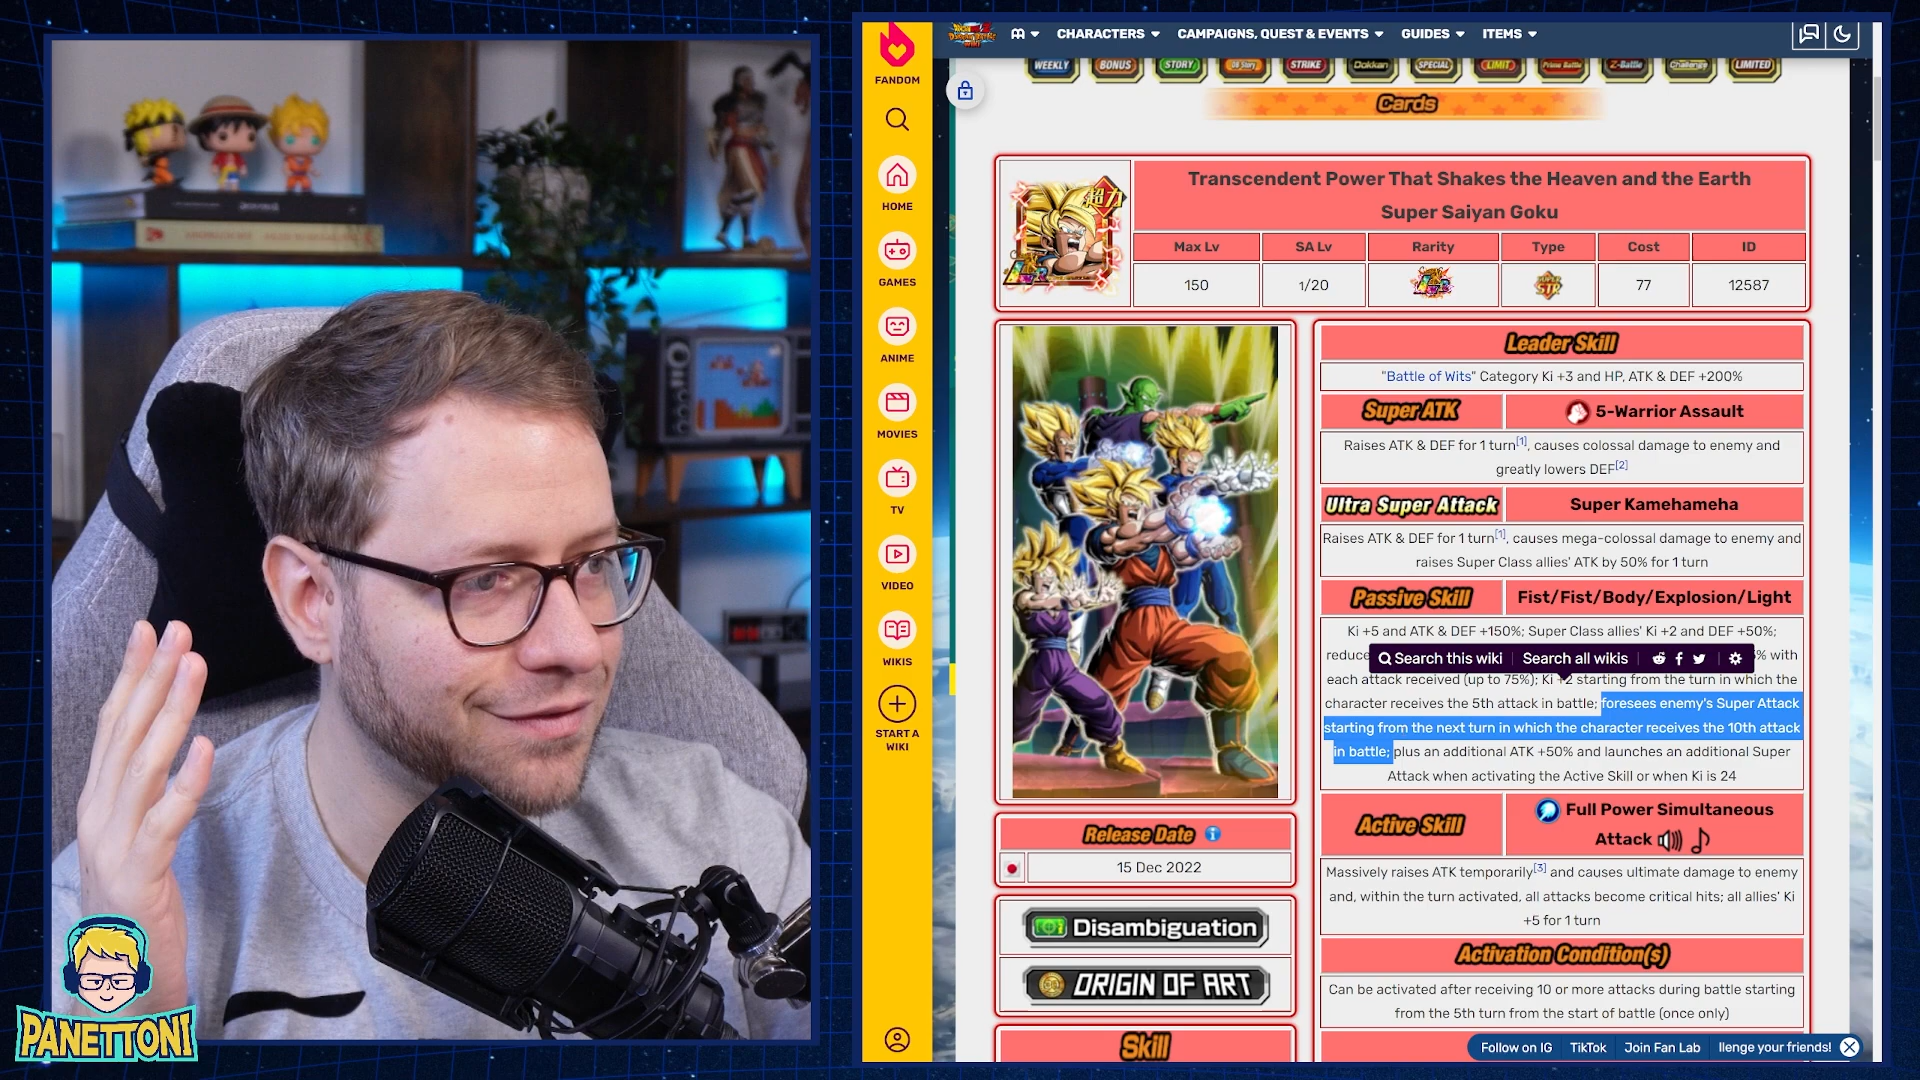 PANETTONI
FANDOM
HOME
GAMES
ANIME
MOVIES
TV
VIDEO
WIKIS
START A
WIKI
CHARACTERS
CAMPAIGNS, QUEST & EVENTS
GUIDES
ITEMS
WEEKLY
BONUS
STORY
DB Story
STRIKE
Dokkan
SPECIAL
LIMIT
Prime Battle
Z-Battle
Challenge
LIMITED
Cards
超力
LR
Transcendent Power That Shakes the Heaven and the Earth
Super Saiyan Goku
Max Lv SA Lv Rarity Type Cost ID
150 1/20 LR STR 77 12587
Leader Skill
"Battle of Wits" Category Ki +3 and HP, ATK & DEF +200%
Super ATK
5-Warrior Assault
Raises ATK & DEF for 1 turn[1], causes colossal damage to enemy and
greatly lowers DEF[2]
Ultra Super Attack
Super Kamehameha
Raises ATK & DEF for 1 turn[1], causes mega-colossal damage to enemy and
raises Super Class allies' ATK by 50% for 1 turn
Passive Skill
Fist/Fist/Body/Explosion/Light
Ki +5 and ATK & DEF +150%; Super Class allies' Ki +2 and DEF +50%;
reduce
Search this wiki
Search all wikis
% with
each attack received (up to 75%); Ki +2 starting from the turn in which the
character receives the 5th attack in battle; foresees enemy's Super Attack
starting from the next turn in which the character receives the 10th attack
in battle; plus an additional ATK +50% and launches an additional Super
Attack when activating the Active Skill or when Ki is 24
Active Skill
Full Power Simultaneous
Attack
Massively raises ATK temporarily[3] and causes ultimate damage to enemy
and, within the turn activated, all attacks become critical hits; all allies' Ki
+5 for 1 turn
Activation Condition(s)
Can be activated after receiving 10 or more attacks during battle starting
from the 5th turn from the start of battle (once only)
Release Date
15 Dec 2022
Disambiguation
ORIGIN OF ART
Skill
Follow on IG
TikTok
Join Fan Lab
llenge your friends!